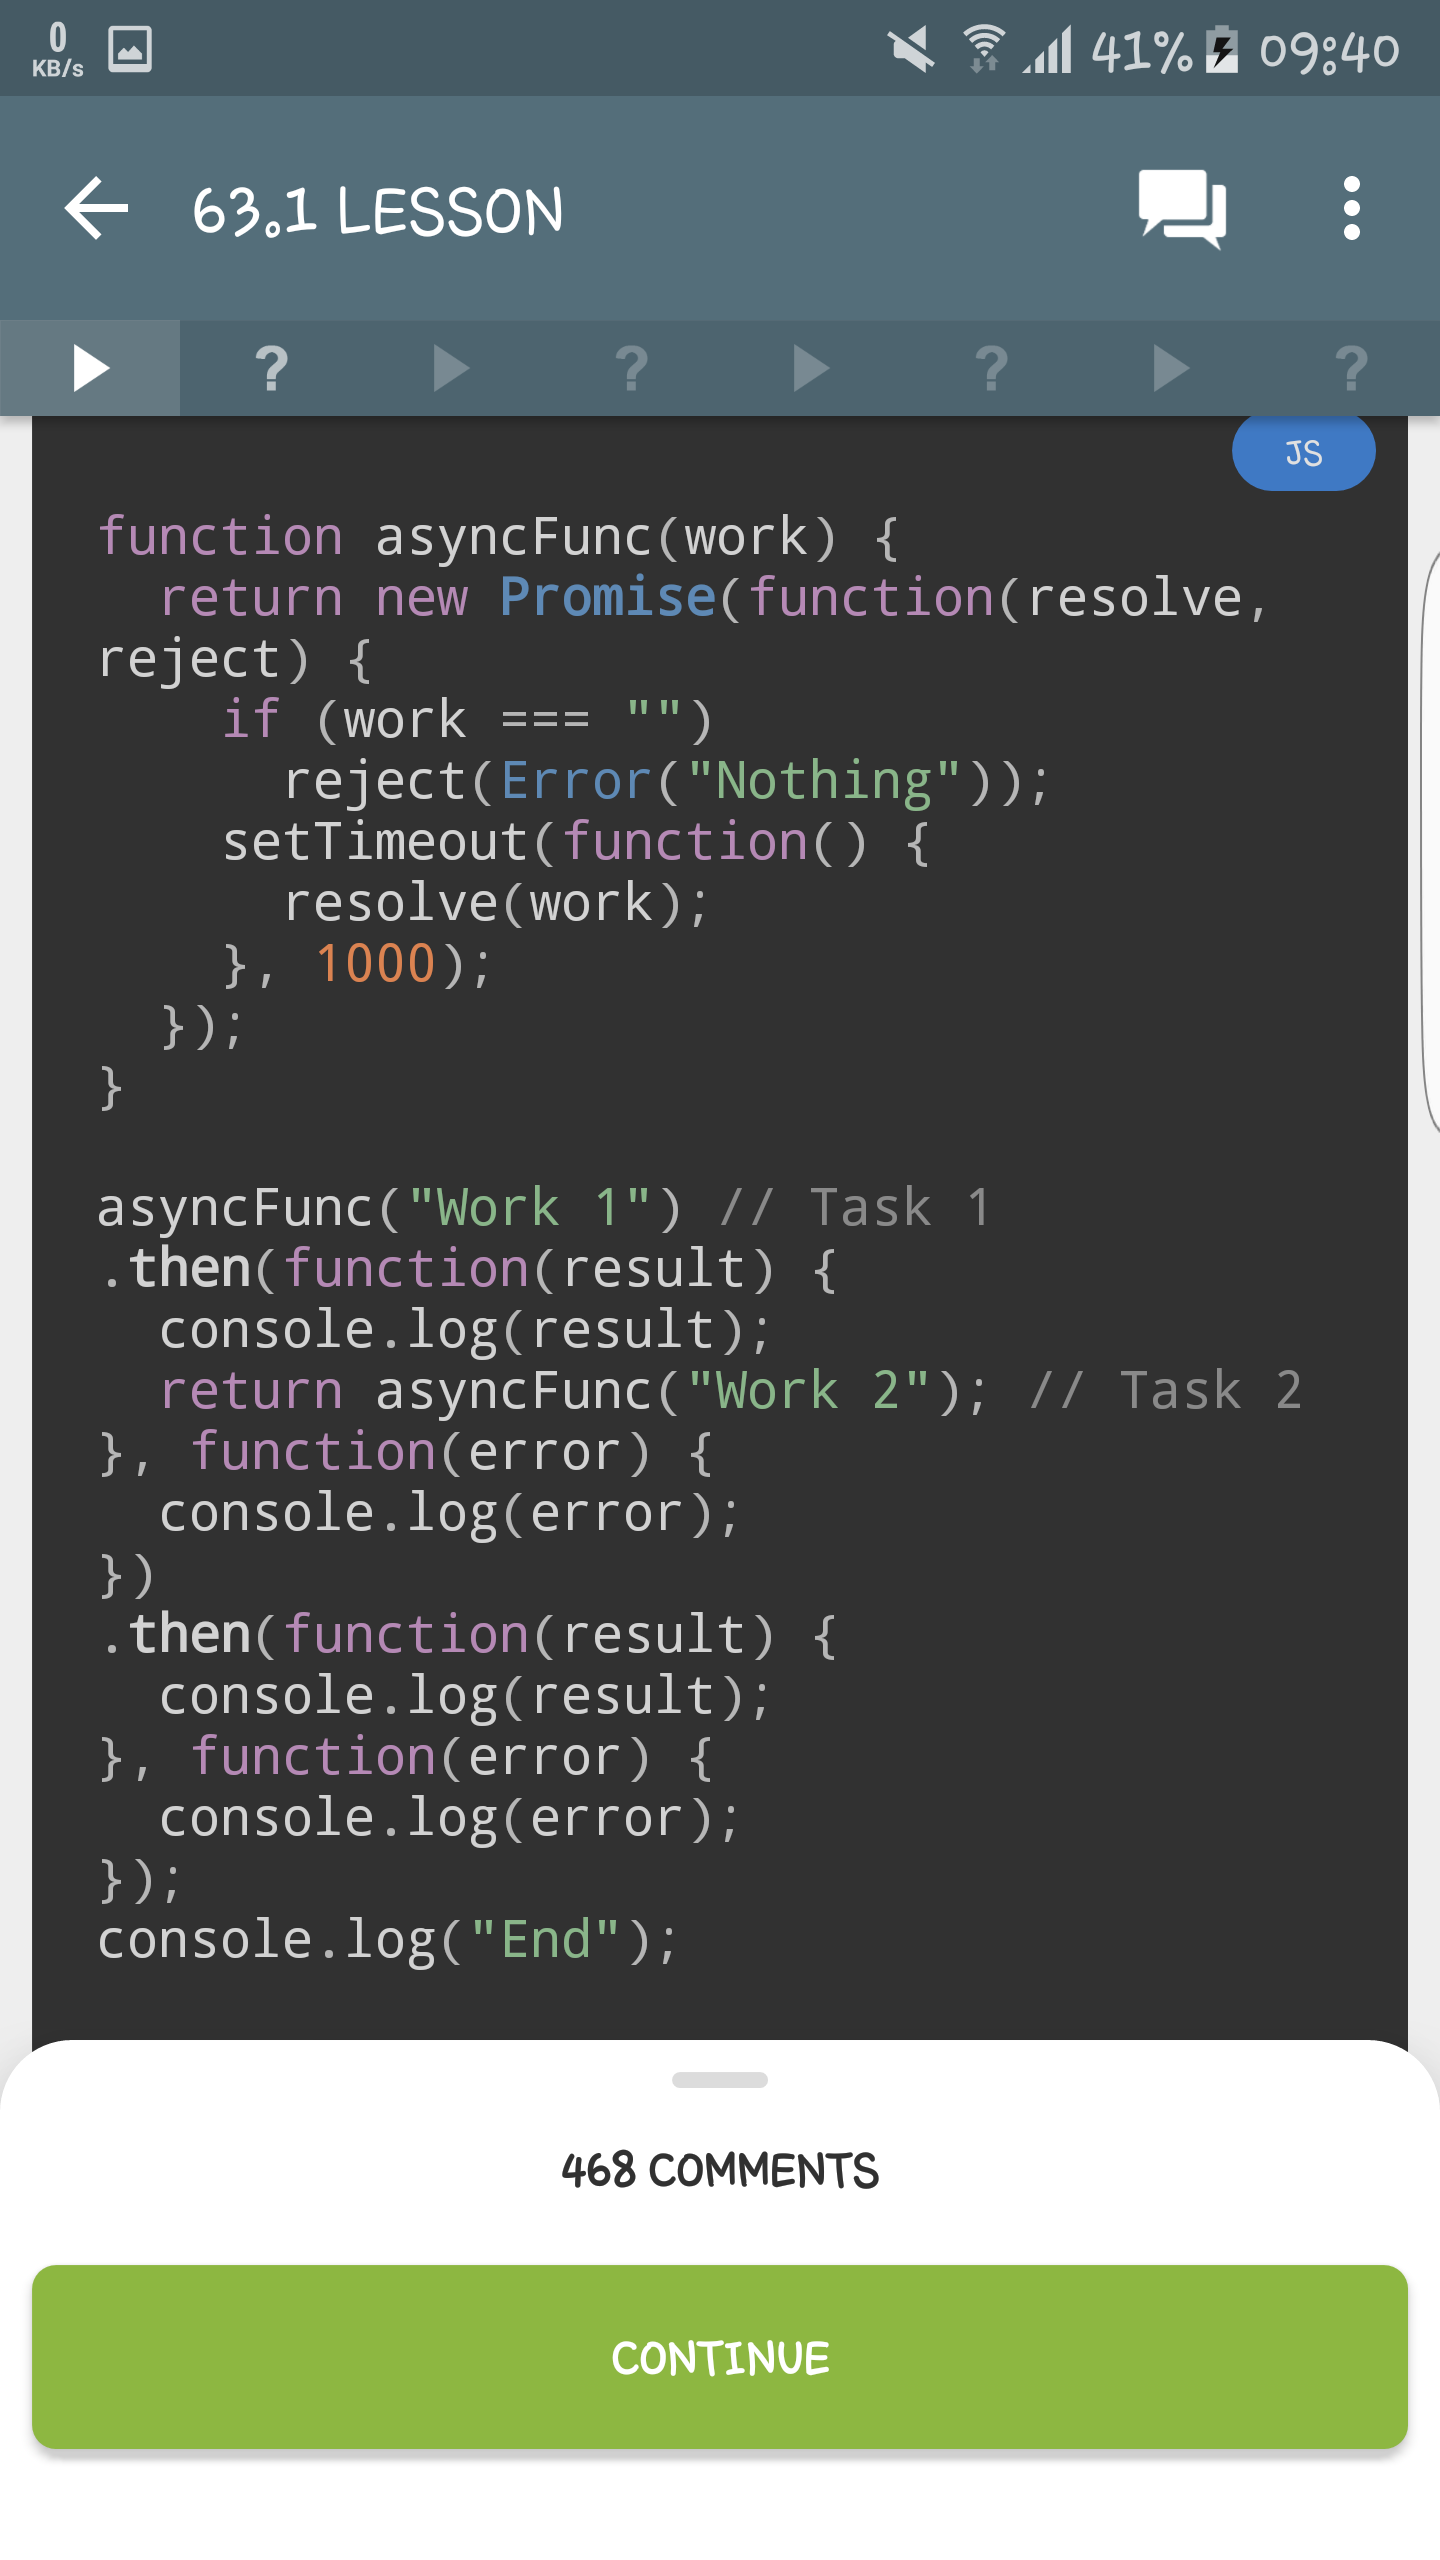 0
KB/s
41%
09:40
63.1 LESSON
? ? ? ?
JS
function asyncFunc(work) {
  return new Promise(function(resolve,
reject) {
    if (work === "")
      reject(Error("Nothing"));
    setTimeout(function() {
      resolve(work);
    }, 1000);
  });
}

asyncFunc("Work 1") // Task 1
.then(function(result) {
  console.log(result);
  return asyncFunc("Work 2"); // Task 2
}, function(error) {
  console.log(error);
})
.then(function(result) {
  console.log(result);
}, function(error) {
  console.log(error);
});
console.log("End");
468 COMMENTS
CONTINUE